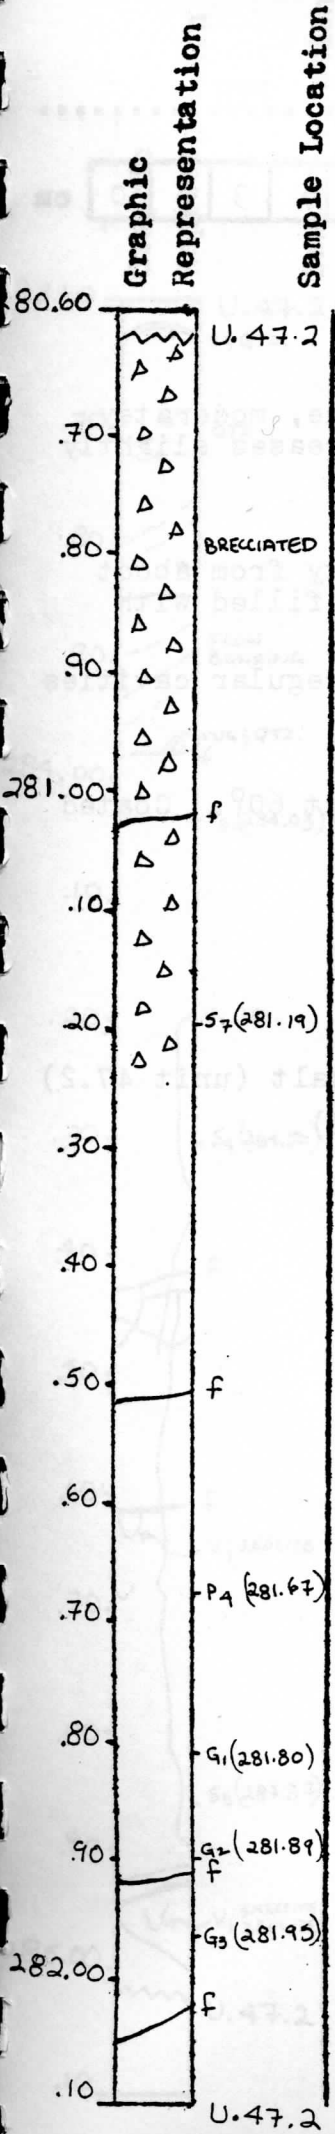 Graphic
Representation
Sample Location
80.60
U.47.2
.70
.80
BRECCIATED
.90
281.00
f
.10
.20
S7(281.19)
.30
.40
.50
f
.60
P4 (281.67)
.70
.80
G1(281.80)
G2(281.89)
.90
f
G3(281.95)
282.00
f
.10
U.47.2